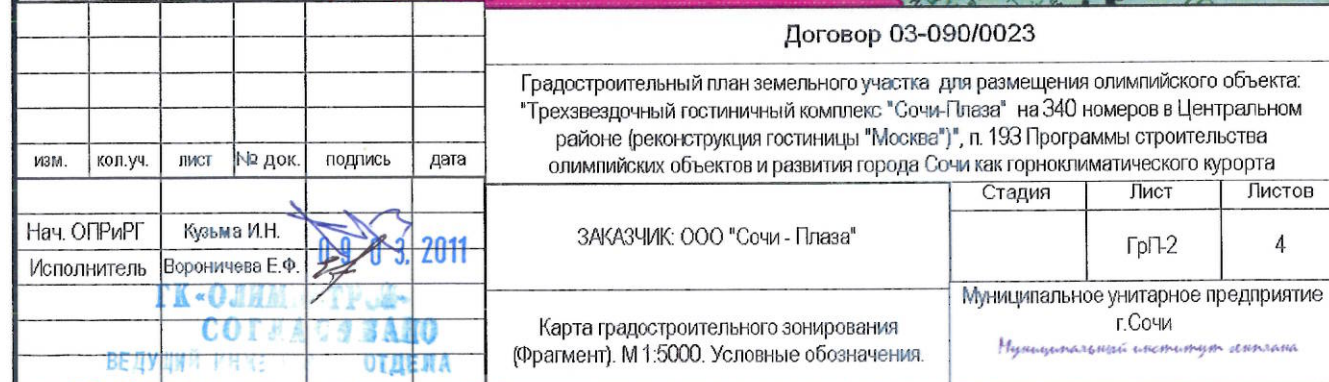 Договор 03-090/0023
Градостроительный план земельного участка для размещения олимпийского объекта:
"Трехзвездочный гостиничный комплекс "Сочи-Плаза" на 340 номеров в Центральном
районе (реконструкция гостиницы "Москва")", п. 193 Программы строительства
олимпийских объектов и развития города Сочи как горноклиматического курорта
изм. кол.уч. лист № док. подпись дата
Стадия Лист Листов
Нач. ОПРиРГ Кузьма И.Н.
Исполнитель Вороничева Е.Ф.
09 03. 2011
ЗАКАЗЧИК: ООО "Сочи - Плаза"
ГрП-2 4
ГК «ОЛИМ
СОГЛАСОВАНО
ВЕДУЩИЙ ОТДЕЛА
Карта градостроительного зонирования
(Фрагмент). М 1:5000. Условные обозначения.
Муниципальное унитарное предприятие
г.Сочи
Муниципальный институт генплана